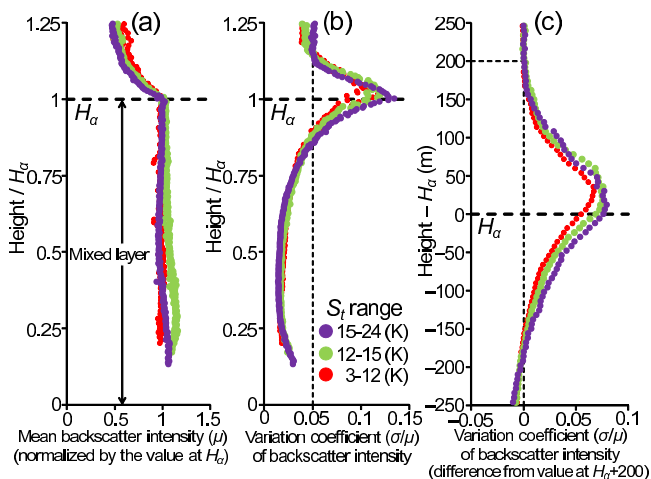 (a)
(b)
(c)
1.25
1
0.75
0.5
0.25
0
Height / Hα
Hα
Mixed layer
0
0.5
1
1.5
Mean backscatter intensity (μ)
(normalized by the value at Hα)
1.25
1
0.75
0.5
0.25
0
Height / Hα
Hα
St range
15-24 (K)
12-15 (K)
3-12 (K)
0.00
0.05
0.10
0.15
Variation coefficient (σ/μ)
of backscatter intensity
250
200
150
100
50
0
−50
−100
−150
−200
−250
Height − Hα (m)
Hα
−0.05
0
0.05
0.1
Variation coefficient (σ/μ)
of backscatter intensity
(difference from value at Hα+200)